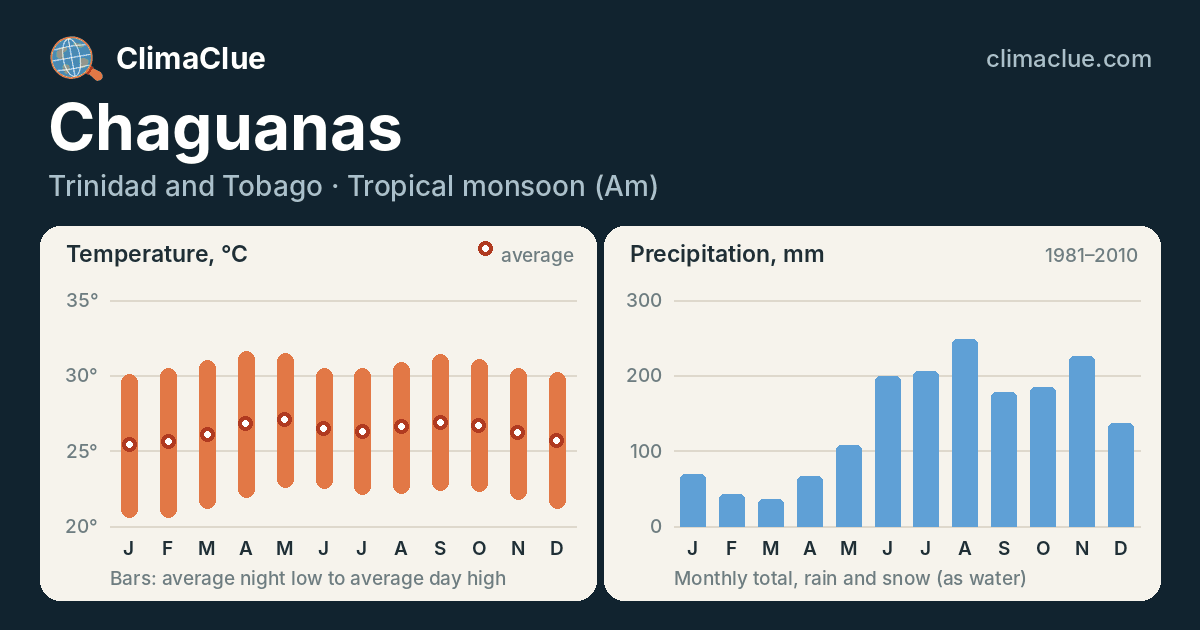 ClimaClue
climaclue.com
Chaguanas
Trinidad and Tobago · Tropical monsoon (Am)
Temperature, °C
average
35°
30°
25°
20°
J F M A M J J A S O N D
Bars: average night low to average day high
Precipitation, mm
1981–2010
300
200
100
0
J F M A M J J A S O N D
Monthly total, rain and snow (as water)